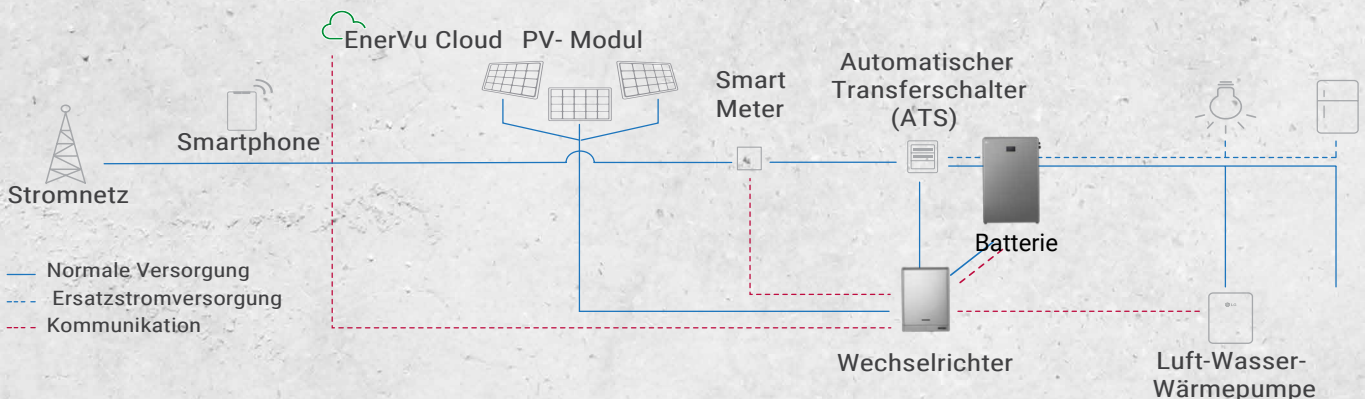 EnerVu Cloud
PV- Modul
Smartphone
Stromnetz
Smart
Meter
Automatischer
Transferschalter
(ATS)
Batterie
Normale Versorgung
Ersatzstromversorgung
Kommunikation
Wechselrichter
LG
Luft-Wasser-
Wärmepumpe